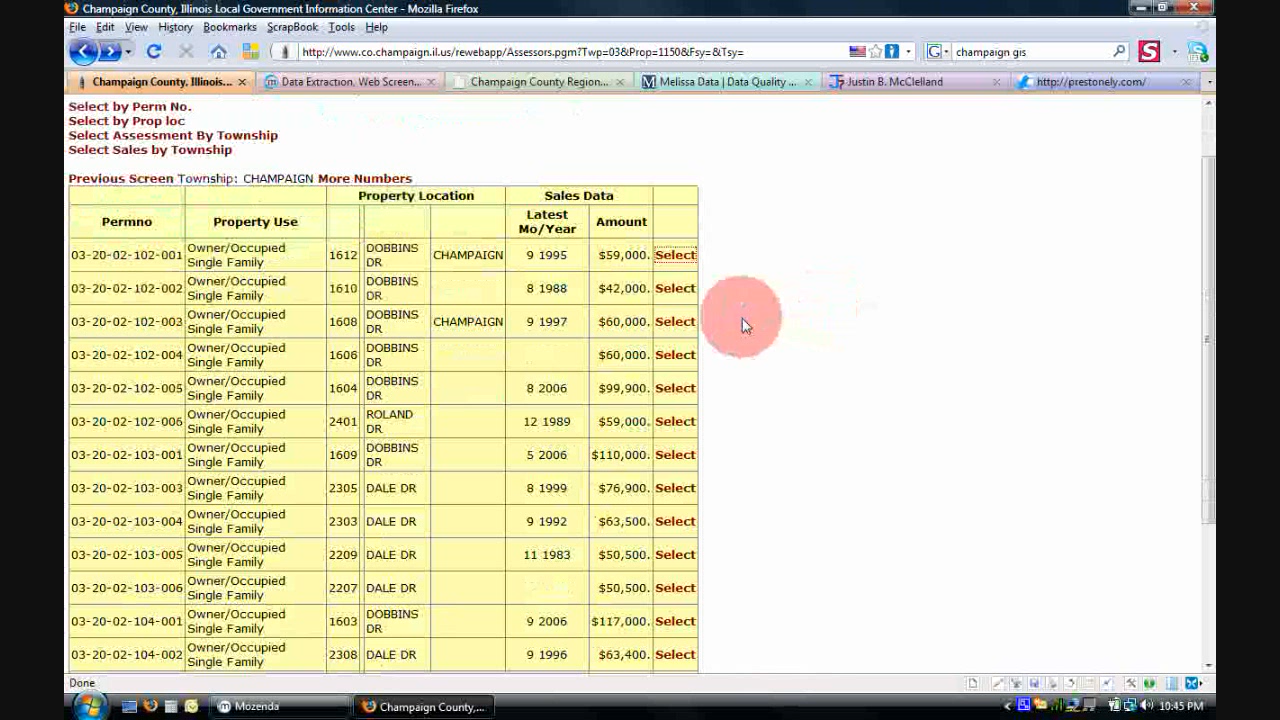 Champaign County, Illinois Local Government Information Center - Mozilla Firefox
File Edit View History Bookmarks ScrapBook Tools Help
http://www.co.champaign.il.us/rewebapp/Assessors.pgm?Twp=03&Prop=1150&Fsy=&Tsy= champaign gis
Champaign County, Illinois... Data Extraction, Web Screen... Champaign County Region... Melissa Data | Data Quality ... Justin B. McClelland http://prestonely.com/
Select by Perm No.
Select by Prop loc
Select Assessment By Township
Select Sales by Township
Previous Screen Township: CHAMPAIGN More Numbers
Property Location Sales Data
Permno Property Use Latest Mo/Year Amount
03-20-02-102-001 Owner/Occupied Single Family 1612 DOBBINS DR CHAMPAIGN 9 1995 $59,000. Select
03-20-02-102-002 Owner/Occupied Single Family 1610 DOBBINS DR 8 1988 $42,000. Select
03-20-02-102-003 Owner/Occupied Single Family 1608 DOBBINS DR CHAMPAIGN 9 1997 $60,000. Select
03-20-02-102-004 Owner/Occupied Single Family 1606 DOBBINS DR $60,000. Select
03-20-02-102-005 Owner/Occupied Single Family 1604 DOBBINS DR 8 2006 $99,900. Select
03-20-02-102-006 Owner/Occupied Single Family 2401 ROLAND DR 12 1989 $59,000. Select
03-20-02-103-001 Owner/Occupied Single Family 1609 DOBBINS DR 5 2006 $110,000. Select
03-20-02-103-003 Owner/Occupied Single Family 2305 DALE DR 8 1999 $76,900. Select
03-20-02-103-004 Owner/Occupied Single Family 2303 DALE DR 9 1992 $63,500. Select
03-20-02-103-005 Owner/Occupied Single Family 2209 DALE DR 11 1983 $50,500. Select
03-20-02-103-006 Owner/Occupied Single Family 2207 DALE DR $50,500. Select
03-20-02-104-001 Owner/Occupied Single Family 1603 DOBBINS DR 9 2006 $117,000. Select
03-20-02-104-002 Owner/Occupied Single Family 2308 DALE DR 9 1996 $63,400. Select
Done
Mozenda Champaign County,... 10:45 PM